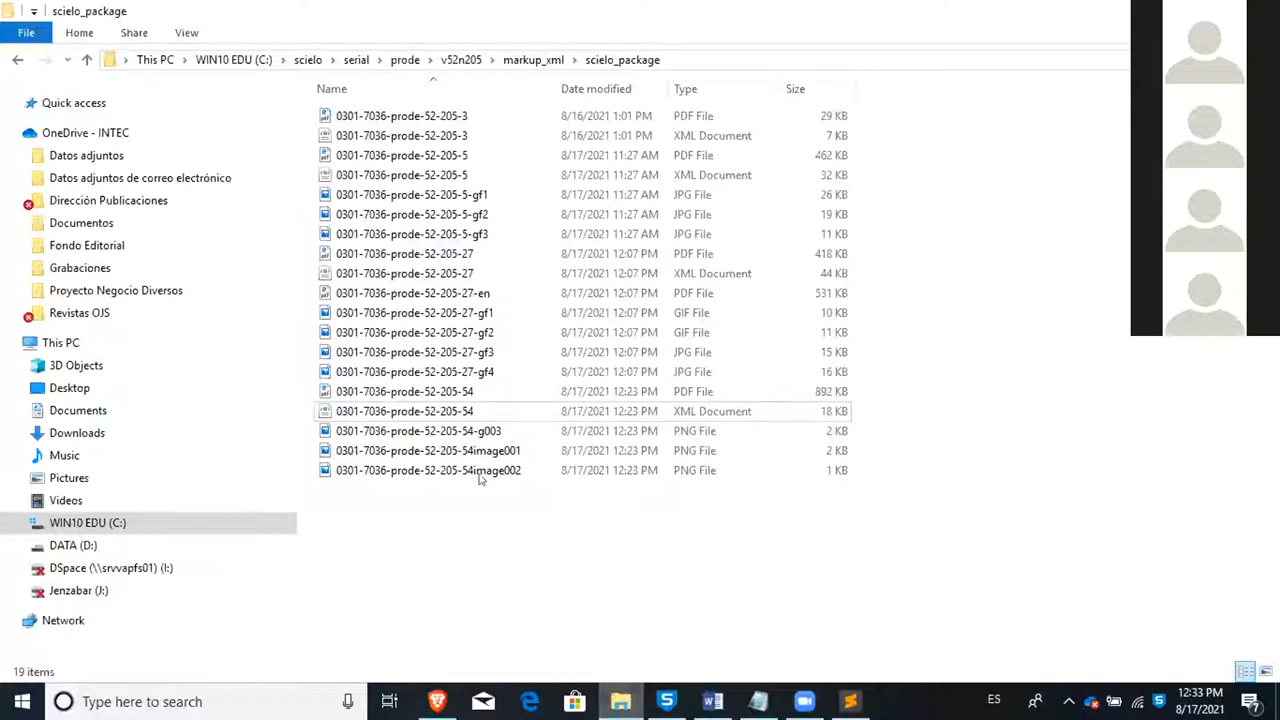 scielo_package
File Home Share View
This PC WIN10 EDU (C:) scielo serial prode v52n205 markup_xml scielo_package
Name Date modified Type Size
Quick access
OneDrive - INTEC
Datos adjuntos
Datos adjuntos de correo electrónico
Dirección Publicaciones
Documentos
Fondo Editorial
Grabaciones
Proyecto Negocio Diversos
Revistas OJS
This PC
3D Objects
Desktop
Documents
Downloads
Music
Pictures
Videos
WIN10 EDU (C:)
DATA (D:)
DSpace (\\srvvapfs01) (I:)
Jenzabar (J:)
Network
0301-7036-prode-52-205-3 8/16/2021 1:01 PM PDF File 29 KB
0301-7036-prode-52-205-3 8/16/2021 1:01 PM XML Document 7 KB
0301-7036-prode-52-205-5 8/17/2021 11:27 AM PDF File 462 KB
0301-7036-prode-52-205-5 8/17/2021 11:27 AM XML Document 32 KB
0301-7036-prode-52-205-5-gf1 8/17/2021 11:27 AM JPG File 26 KB
0301-7036-prode-52-205-5-gf2 8/17/2021 11:27 AM JPG File 19 KB
0301-7036-prode-52-205-5-gf3 8/17/2021 11:27 AM JPG File 11 KB
0301-7036-prode-52-205-27 8/17/2021 12:07 PM PDF File 418 KB
0301-7036-prode-52-205-27 8/17/2021 12:07 PM XML Document 44 KB
0301-7036-prode-52-205-27-en 8/17/2021 12:07 PM PDF File 531 KB
0301-7036-prode-52-205-27-gf1 8/17/2021 12:07 PM GIF File 10 KB
0301-7036-prode-52-205-27-gf2 8/17/2021 12:07 PM GIF File 11 KB
0301-7036-prode-52-205-27-gf3 8/17/2021 12:07 PM JPG File 15 KB
0301-7036-prode-52-205-27-gf4 8/17/2021 12:07 PM JPG File 16 KB
0301-7036-prode-52-205-54 8/17/2021 12:23 PM PDF File 892 KB
0301-7036-prode-52-205-54 8/17/2021 12:23 PM XML Document 18 KB
0301-7036-prode-52-205-54-g003 8/17/2021 12:23 PM PNG File 2 KB
0301-7036-prode-52-205-54image001 8/17/2021 12:23 PM PNG File 2 KB
0301-7036-prode-52-205-54image002 8/17/2021 12:23 PM PNG File 1 KB
19 items
Type here to search
ES
12:33 PM
8/17/2021
7